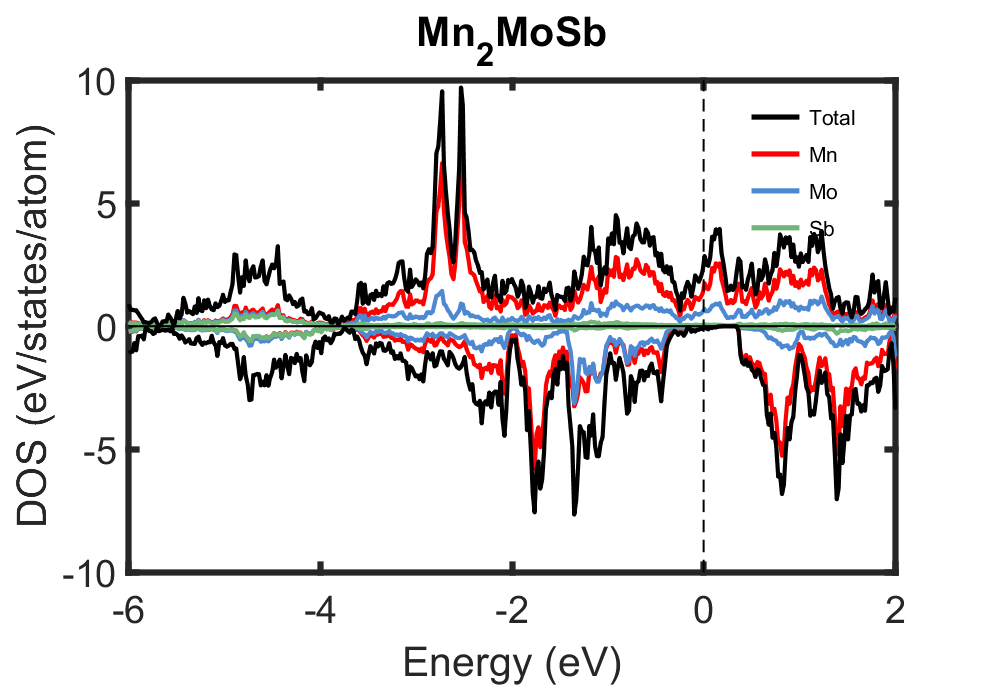 Mn2MoSb
10
5
0
-5
-10
DOS (eV/states/atom)
Total
Mn
Mo
Sb
-6
-4
-2
0
2
Energy (eV)